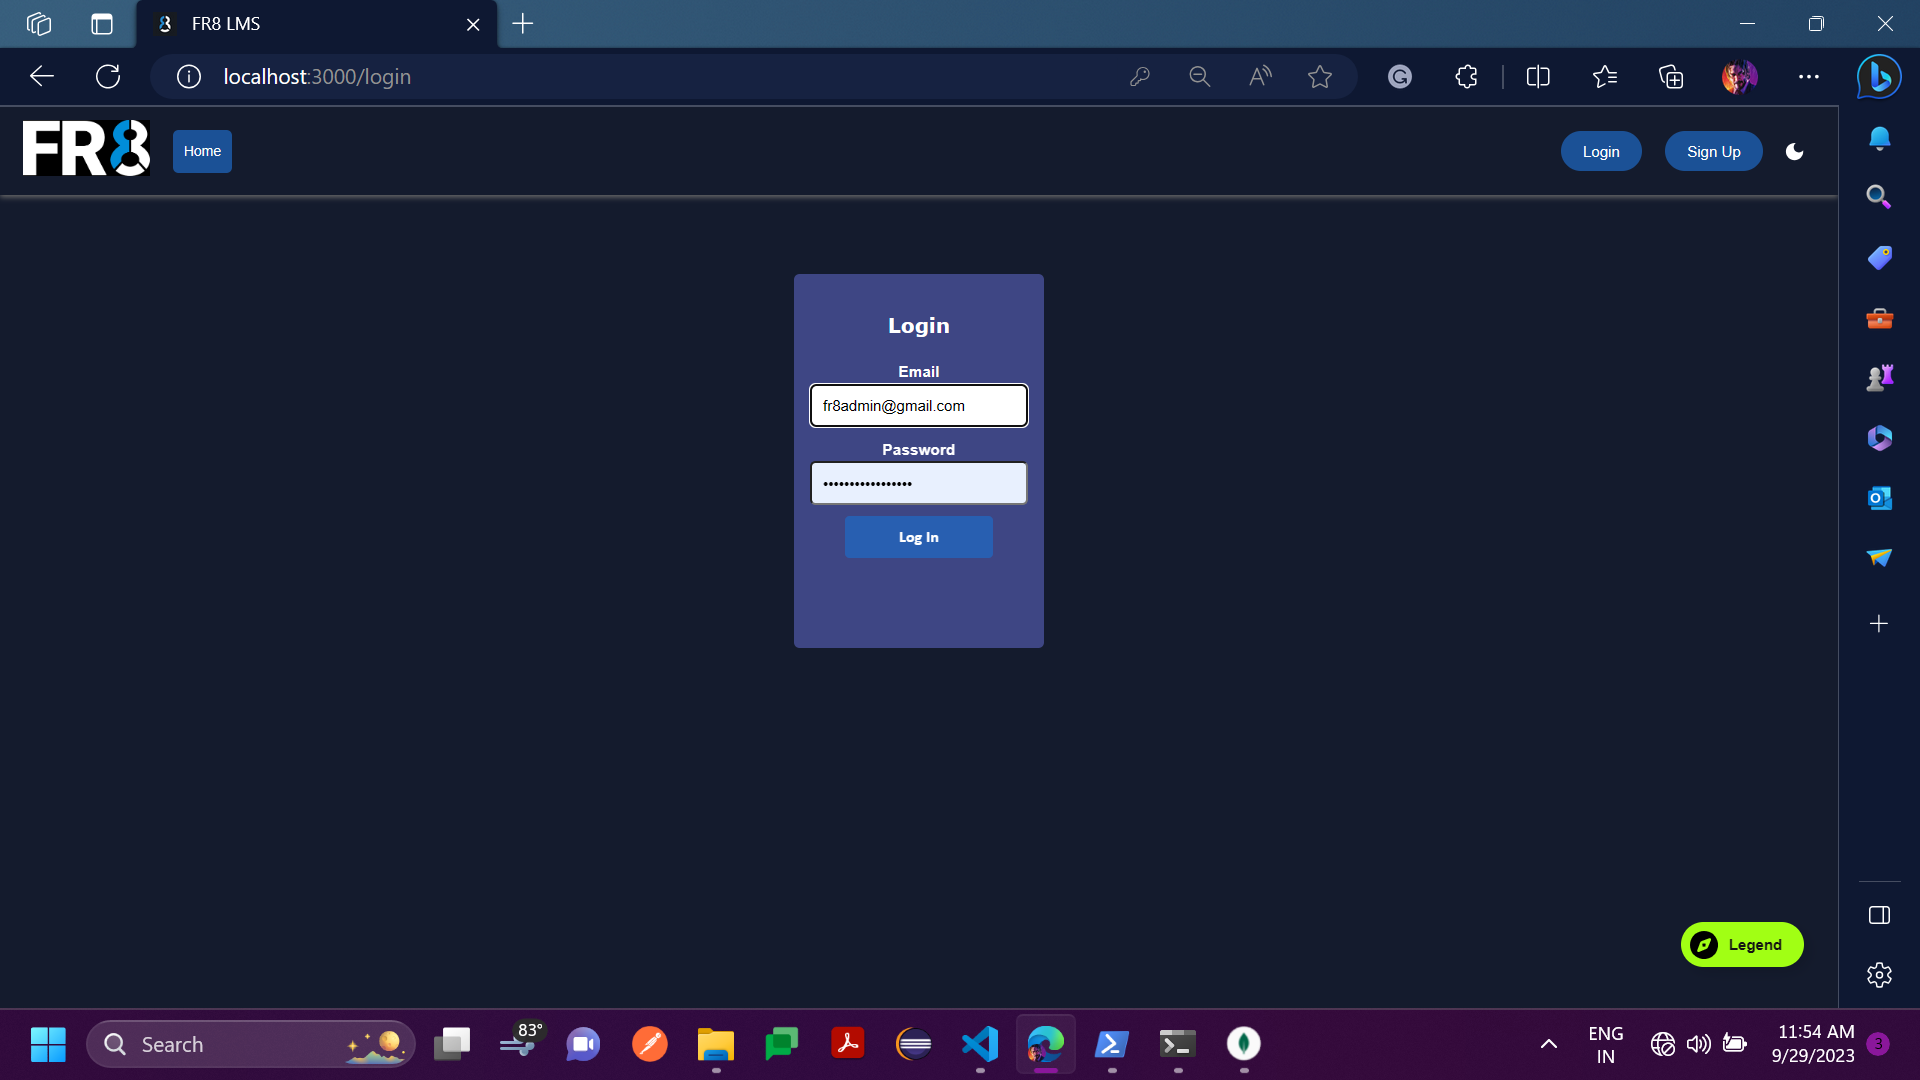 FR8 LMS
localhost:3000/login
FR8
Home
Login
Sign Up
Login
Email
fr8admin@gmail.com
Password
•••••••••••••••••
Log In
Legend
Search
83°
ENG
IN
11:54 AM
9/29/2023
3